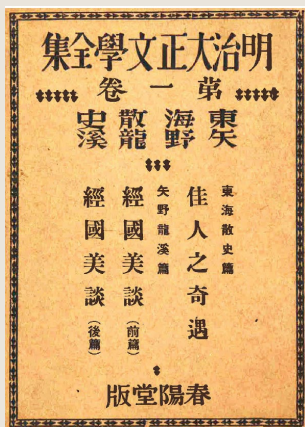 明治大正文學全集
第一卷
東海散史
矢野龍溪
東海散史篇
佳人之奇遇
矢野龍溪篇
經國美談（前篇）
經國美談（後篇）
春陽堂版